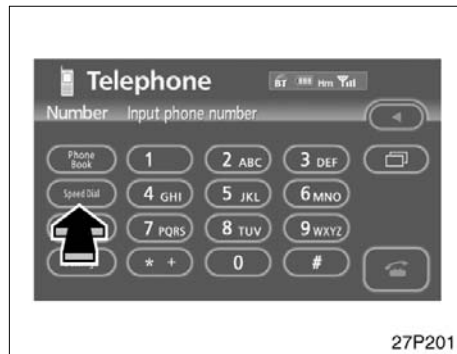 Telephone
BT Hm
Number Input phone number
Phone Book 1 2 ABC 3 DEF
Speed Dial 4 GHI 5 JKL 6 MNO
7 PQRS 8 TUV 9 WXYZ
* + 0 #
27P201